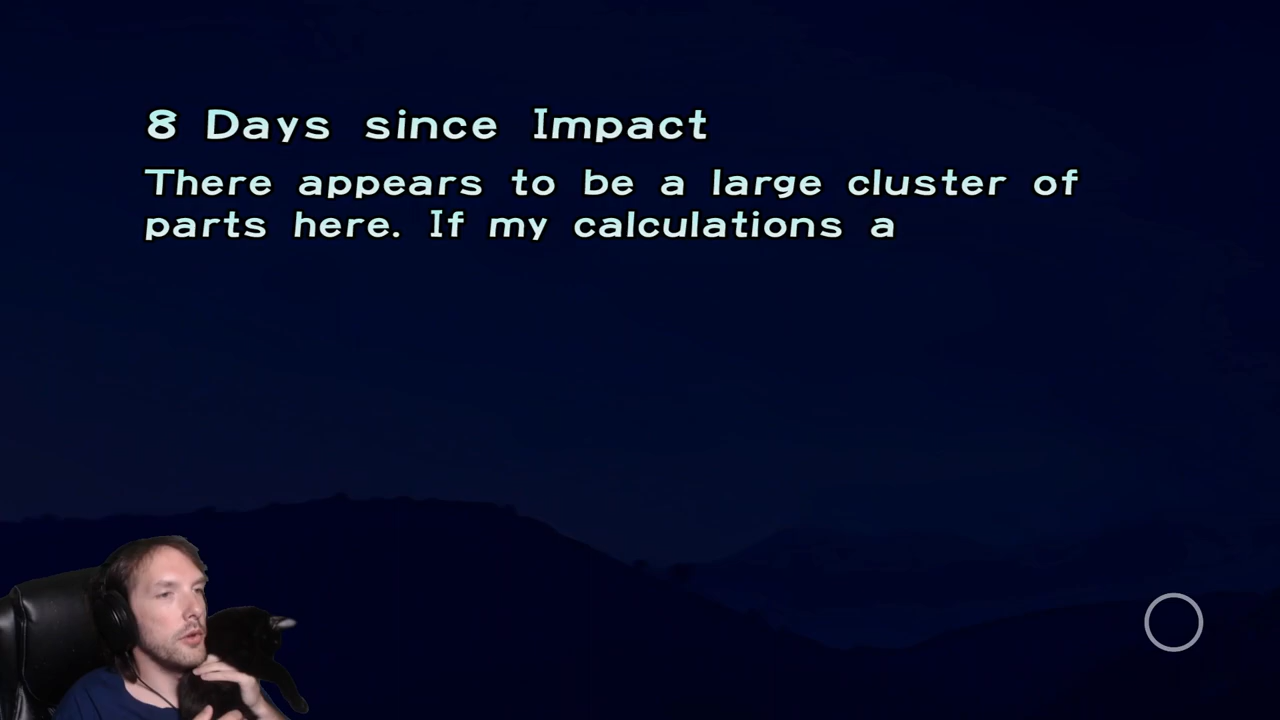 8 Days since Impact
There appears to be a large cluster of
parts here. If my calculations a